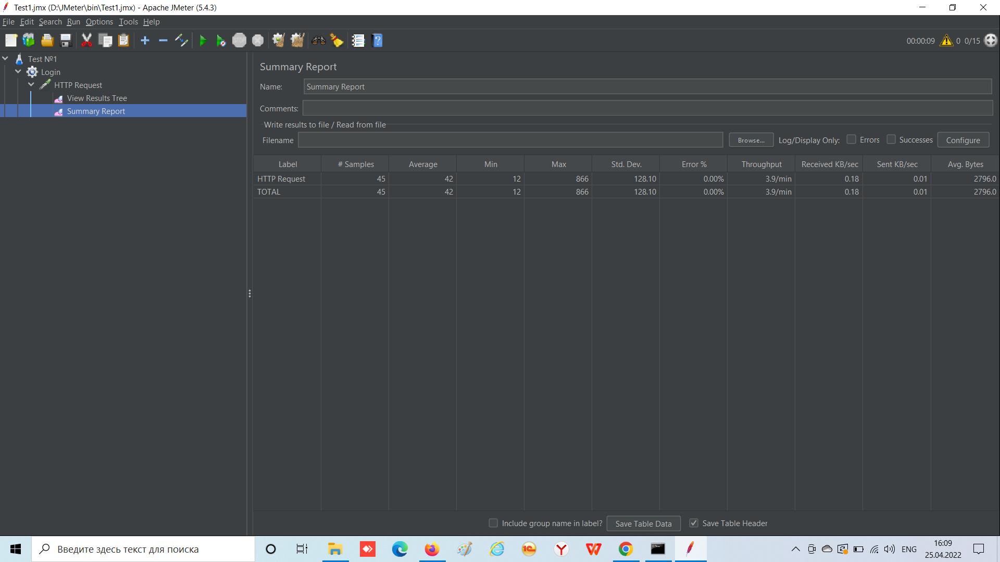 Test1.jmx (D:\JMeter\bin\Test1.jmx) - Apache JMeter (5.4.3)
File Edit Search Run Options Tools Help
STOP
00:00:09 0 0/15
Test №1
Login
HTTP Request
View Results Tree
Summary Report
Summary Report
Name: Summary Report
Comments:
Write results to file / Read from file
Filename Browse... Log/Display Only: Errors Successes Configure
Label # Samples Average Min Max Std. Dev. Error % Throughput Received KB/sec Sent KB/sec Avg. Bytes
HTTP Request 45 42 12 866 128.10 0.00% 3.9/min 0.18 0.01 2796.0
TOTAL 45 42 12 866 128.10 0.00% 3.9/min 0.18 0.01 2796.0
Include group name in label? Save Table Data Save Table Header
Введите здесь текст для поиска
ENG
16:09
25.04.2022